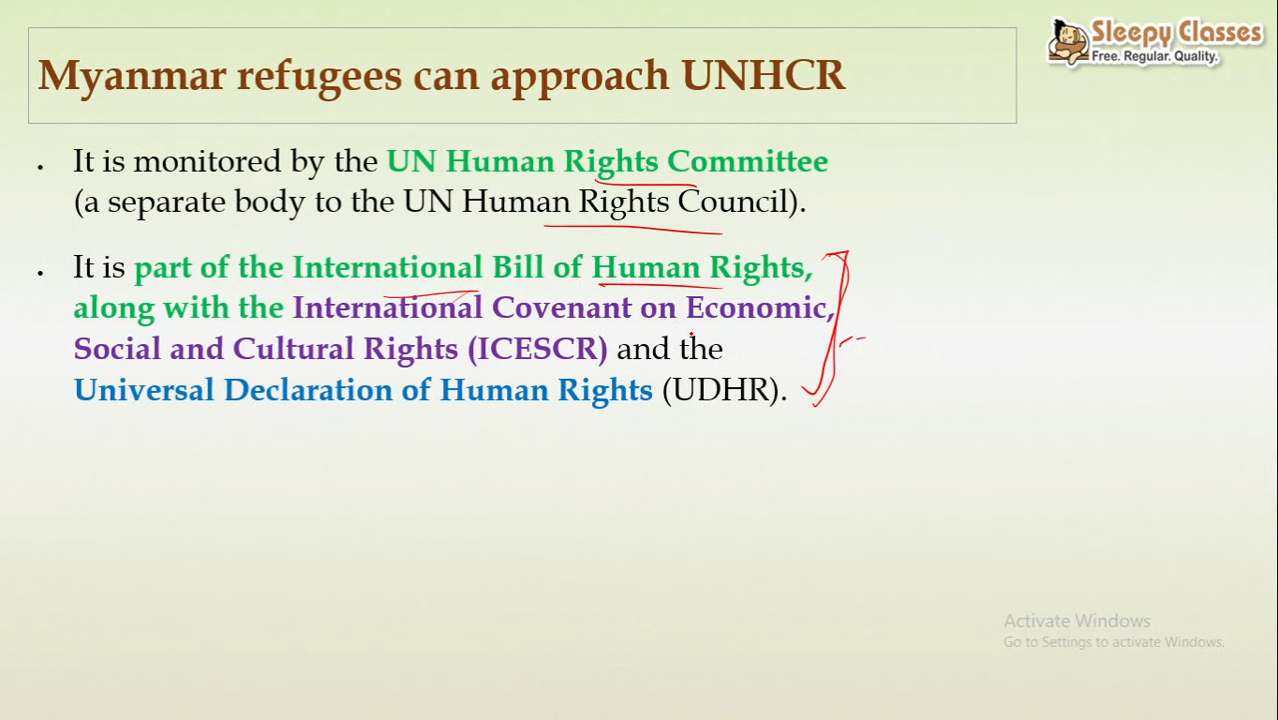 Sleepy Classes
Free. Regular. Quality.
Myanmar refugees can approach UNHCR
• It is monitored by the UN Human Rights Committee
(a separate body to the UN Human Rights Council).
• It is part of the International Bill of Human Rights,
along with the International Covenant on Economic,
Social and Cultural Rights (ICESCR) and the
Universal Declaration of Human Rights (UDHR).
Activate Windows
Go to Settings to activate Windows.